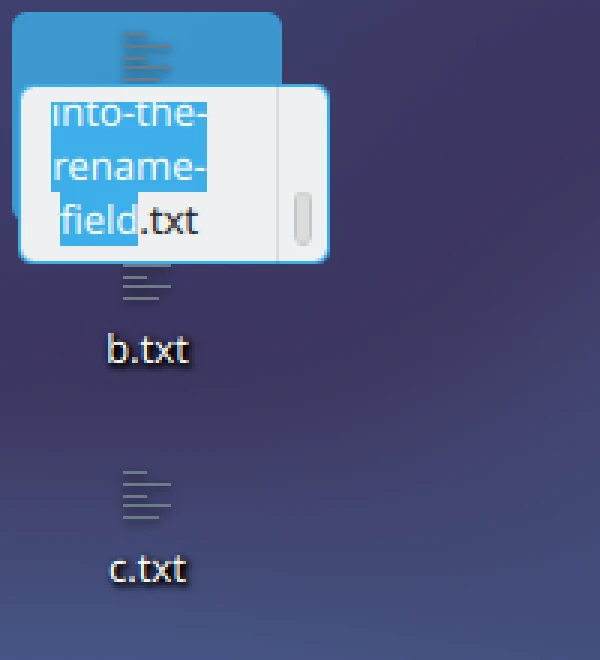 into-the-
rename-
field.txt
b.txt
c.txt